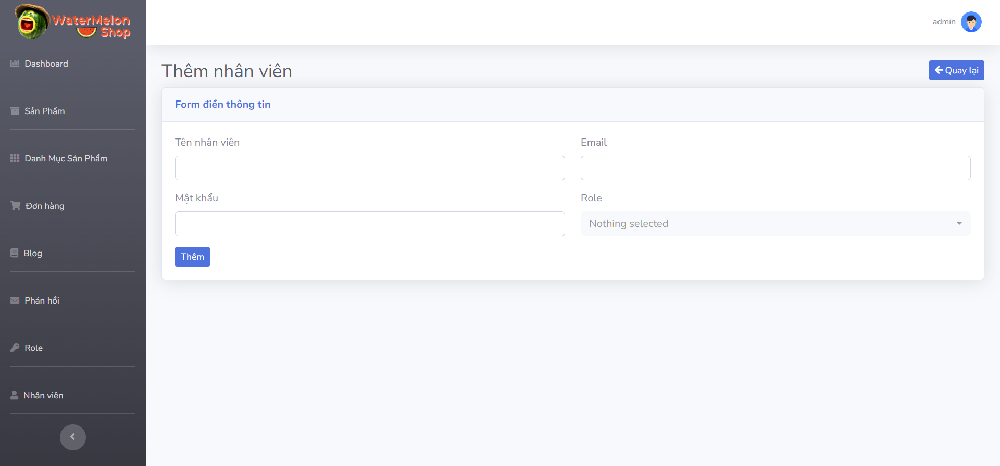 WaterMelon
Shop
admin
Dashboard
Sản Phẩm
Danh Mục Sản Phẩm
Đơn hàng
Blog
Phản hồi
Role
Nhân viên
Thêm nhân viên
Quay lại
Form điền thông tin
Tên nhân viên
Email
Mật khẩu
Role
Nothing selected
Thêm